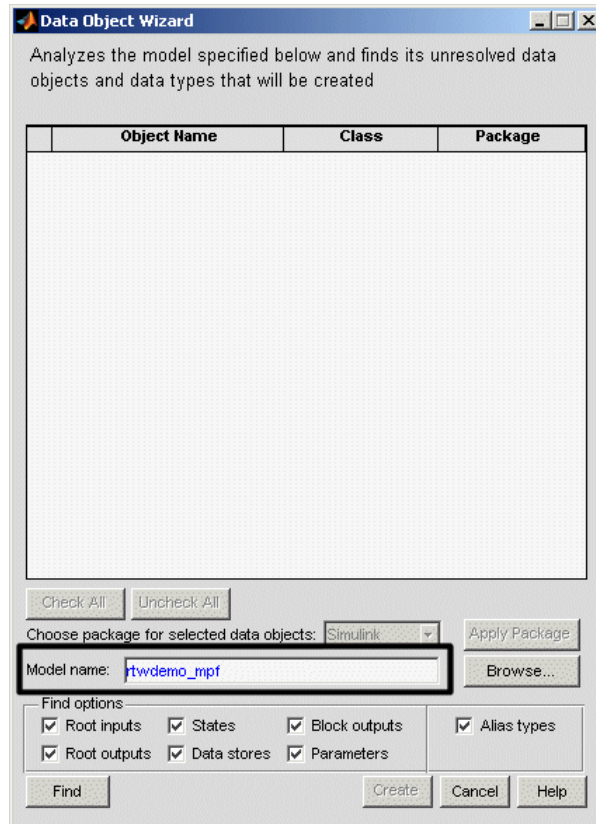 Data Object Wizard
Analyzes the model specified below and finds its unresolved data
objects and data types that will be created
Object Name Class Package
Check All Uncheck All
Choose package for selected data objects: Simulink Apply Package
Model name: rtwdemo_mpf Browse...
Find options
Root inputs States Block outputs Alias types
Root outputs Data stores Parameters
Find Create Cancel Help